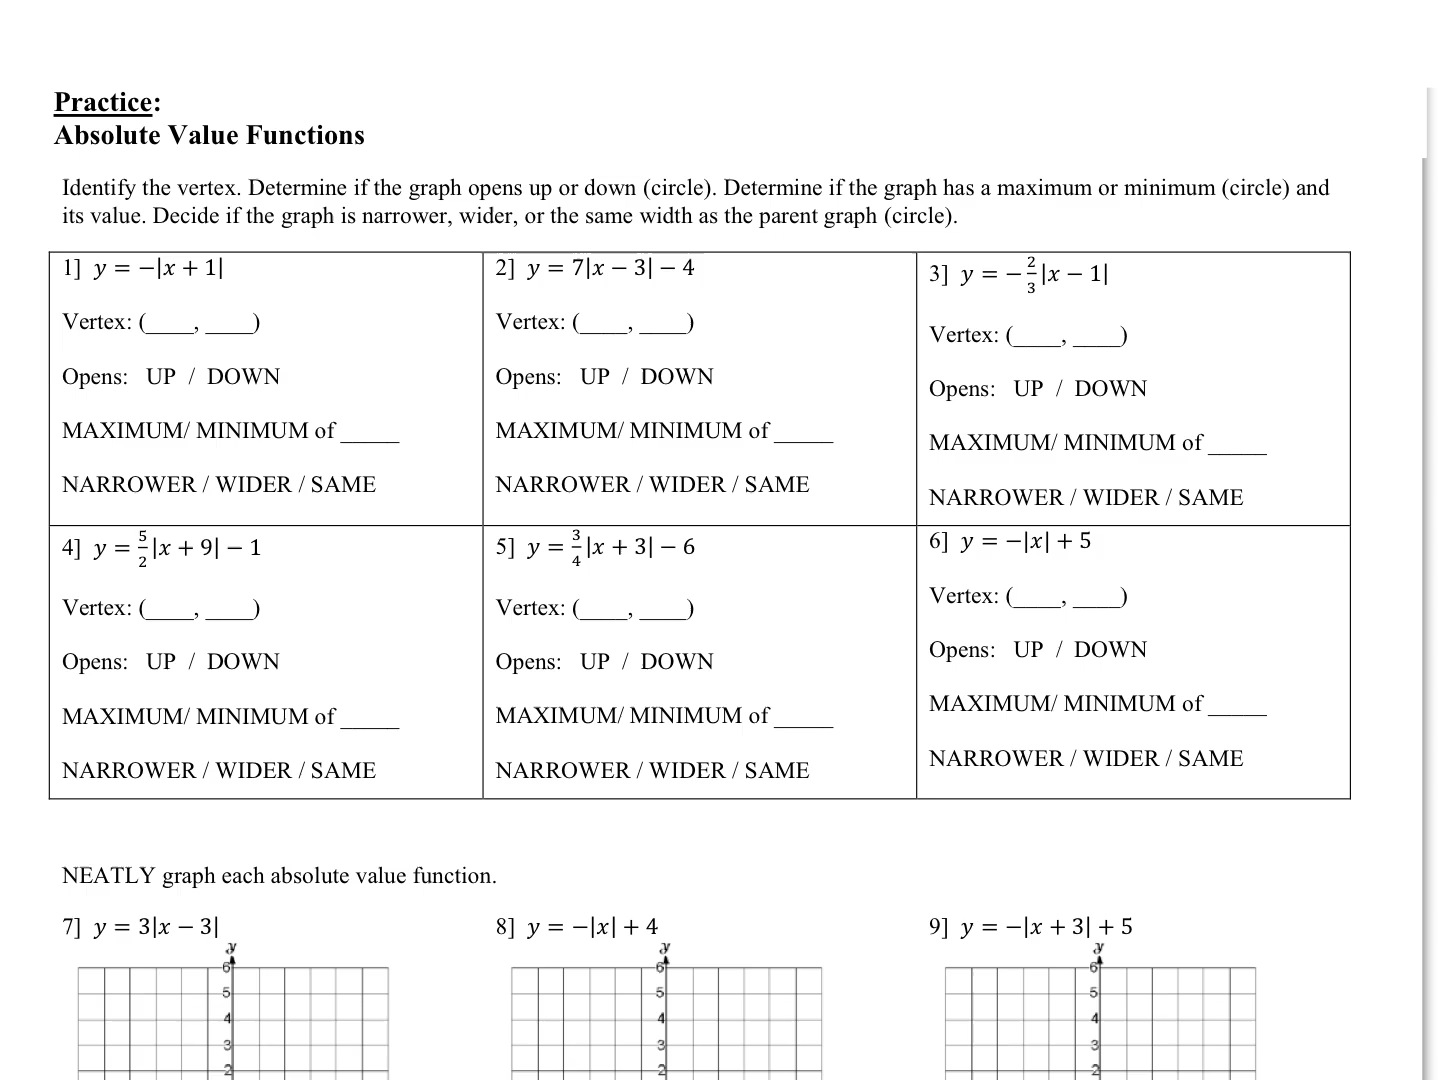 Practice:
Absolute Value Functions
Identify the vertex. Determine if the graph opens up or down (circle). Determine if the graph has a maximum or minimum (circle) and
its value. Decide if the graph is narrower, wider, or the same width as the parent graph (circle).
1] y = −|x + 1|
Vertex: (____, ____)
Opens: UP / DOWN
MAXIMUM/ MINIMUM of _____
NARROWER / WIDER / SAME
2] y = 7|x − 3| − 4
Vertex: (____, ____)
Opens: UP / DOWN
MAXIMUM/ MINIMUM of _____
NARROWER / WIDER / SAME
3] y = −2/3|x − 1|
Vertex: (____, ____)
Opens: UP / DOWN
MAXIMUM/ MINIMUM of _____
NARROWER / WIDER / SAME
4] y = 5/2|x + 9| − 1
Vertex: (____, ____)
Opens: UP / DOWN
MAXIMUM/ MINIMUM of _____
NARROWER / WIDER / SAME
5] y = 3/4|x + 3| − 6
Vertex: (____, ____)
Opens: UP / DOWN
MAXIMUM/ MINIMUM of _____
NARROWER / WIDER / SAME
6] y = −|x| + 5
Vertex: (____, ____)
Opens: UP / DOWN
MAXIMUM/ MINIMUM of _____
NARROWER / WIDER / SAME
NEATLY graph each absolute value function.
7] y = 3|x − 3|
y
6
5
4
3
2
8] y = −|x| + 4
y
6
5
4
3
2
9] y = −|x + 3| + 5
y
6
5
4
3
2